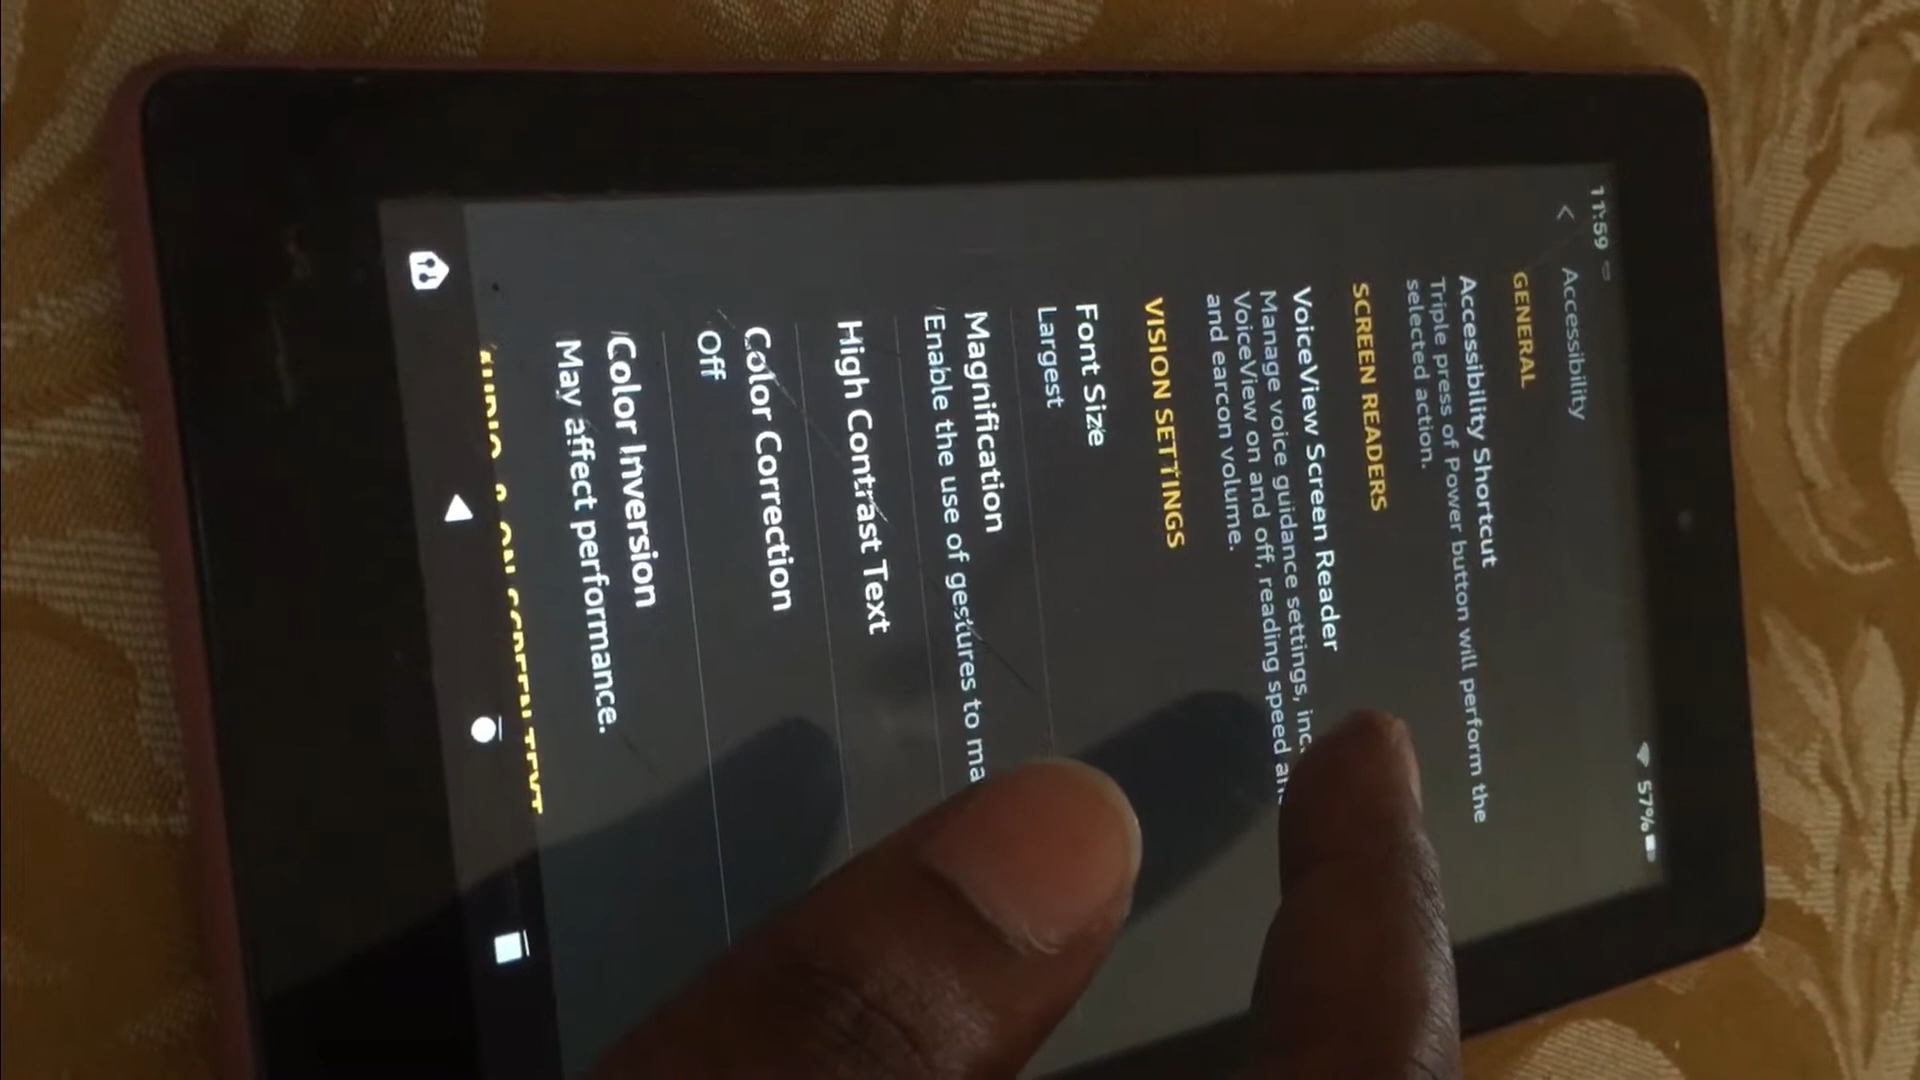 11:59
57%
Accessibility
GENERAL
Accessibility Shortcut
Triple press of Power button will perform the
selected action.
SCREEN READERS
VoiceView Screen Reader
Manage voice guidance settings,
VoiceView on and off, reading speed
and earcon volume.
VISION SETTINGS
Font Size
Largest
Magnification
Enable the use of gestures to
High Contrast Text
Color Correction
Off
Color Inversion
May affect performance.